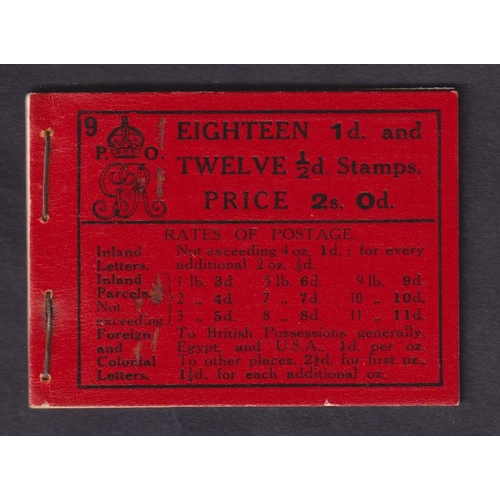 9
P. O.
EIGHTEEN 1d. and
TWELVE ½d. Stamps.
PRICE 2s. 0d.
RATES OF POSTAGE.
Inland Letters. Not exceeding 4 oz. 1d.; for every additional 2 oz. ½d.
Inland Parcels. Not exceeding
1 lb. 3d. 5 lb. 6d. 9 lb. 9d.
2 „ 4d. 7 „ 7d. 10 „ 10d.
3 „ 5d. 8 „ 8d. 11 „ 11d.
Foreign and Colonial Letters. To British Possessions generally, Egypt, and U.S.A., 1d. per oz.
To other places, 2½d. for first oz.,
1½d. for each additional oz.